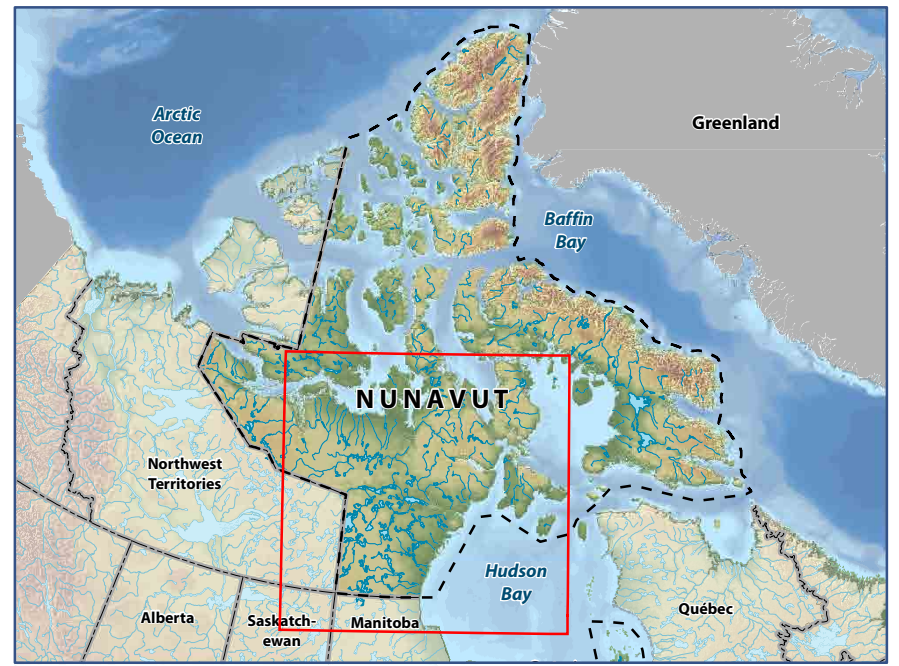 Arctic
Ocean
Greenland
Baffin
Bay
NUNAVUT
Northwest
Territories
Hudson
Bay
Alberta
Saskatch-
ewan
Manitoba
Québec